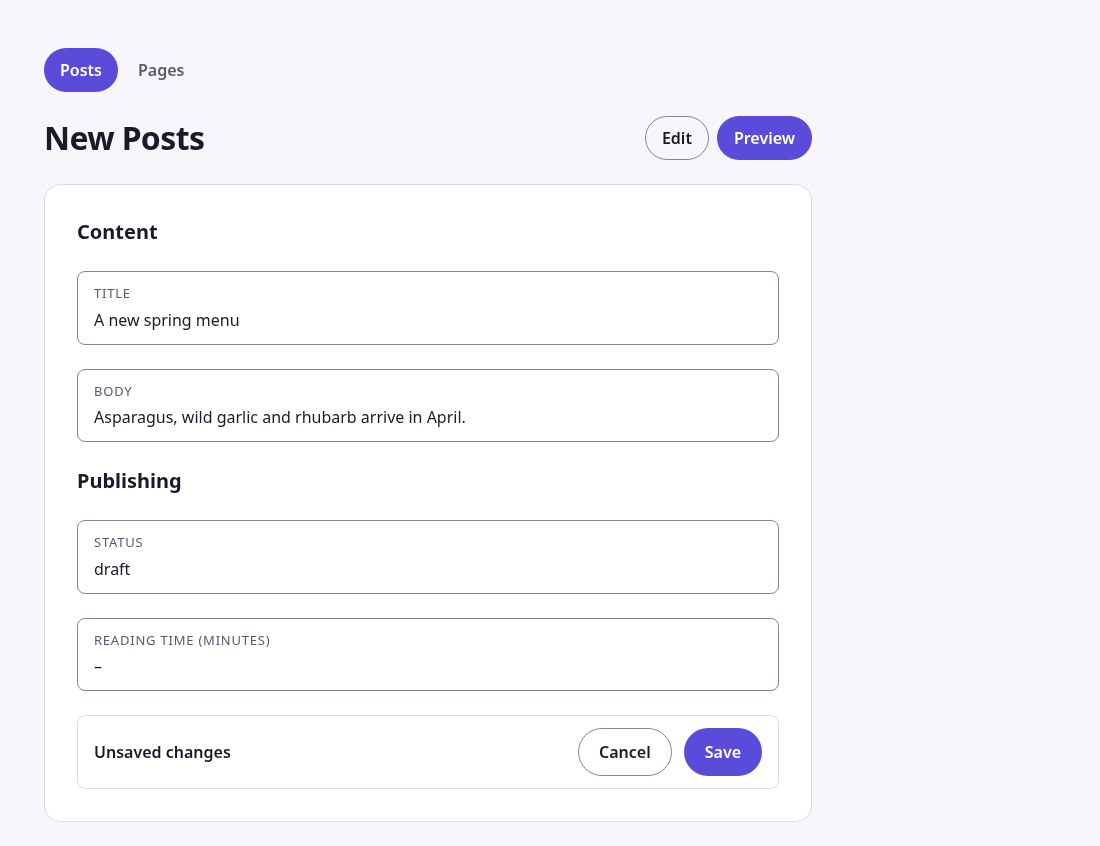 Posts Pages
New Posts Edit Preview
Content
TITLE
A new spring menu
BODY
Asparagus, wild garlic and rhubarb arrive in April.
Publishing
STATUS
draft
READING TIME (MINUTES)
–
Unsaved changes Cancel Save